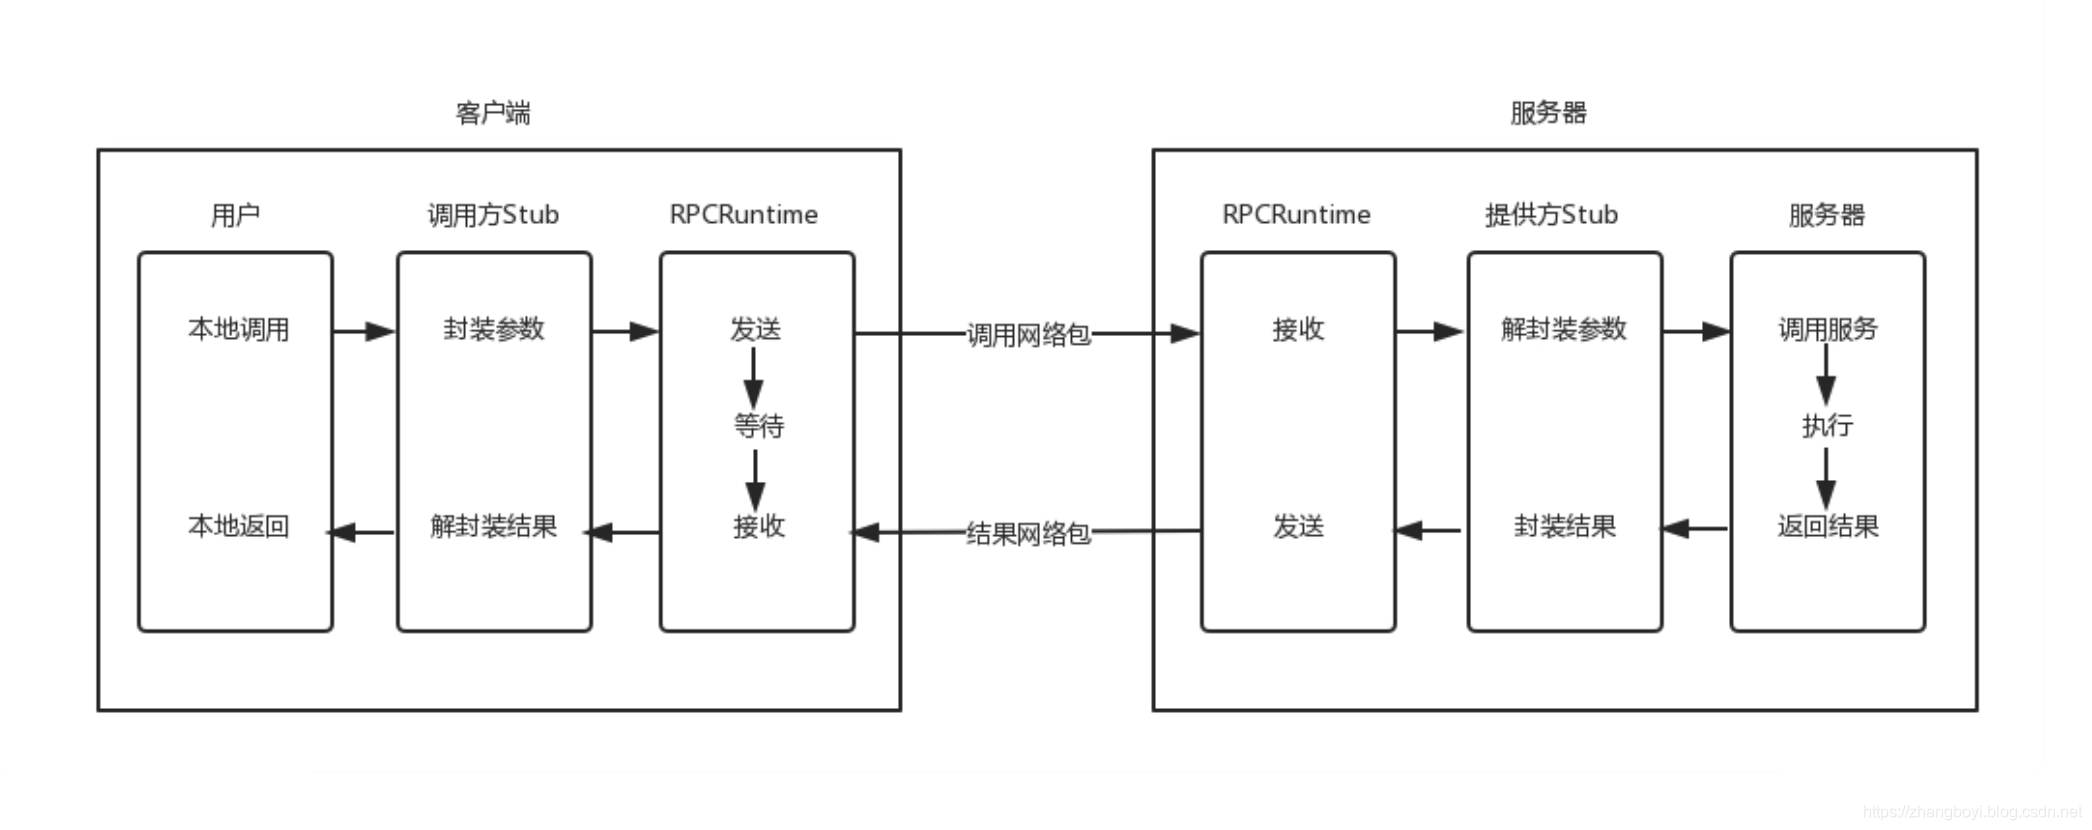 客户端
服务器
用户
调用方Stub
RPCRuntime
RPCRuntime
提供方Stub
服务器
本地调用
封装参数
发送
调用网络包
接收
解封装参数
调用服务
等待
执行
本地返回
解封装结果
接收
结果网络包
发送
封装结果
返回结果
https://zhangboyi.blog.csdn.net